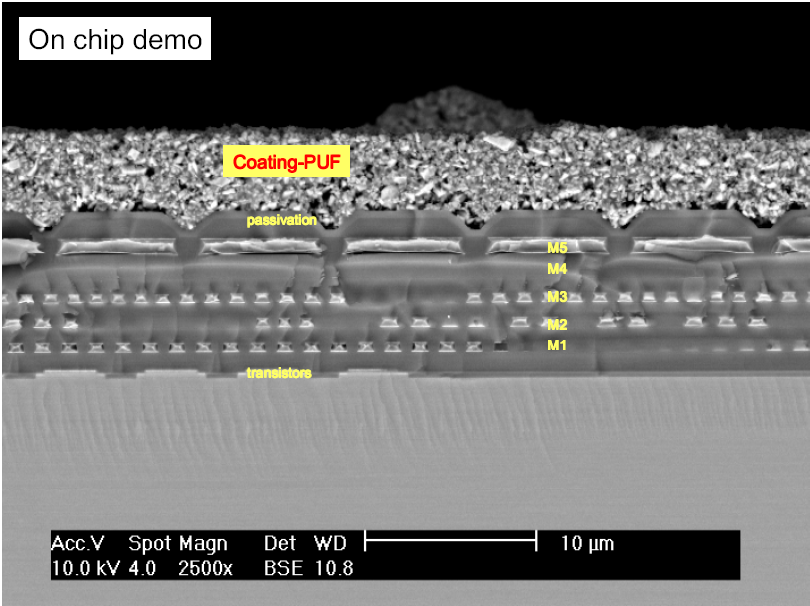 On chip demo
Coating-PUF
passivation
M5
M4
M3
M2
M1
transistors
Acc.V Spot Magn Det WD 10 µm
10.0 kV 4.0 2500x BSE 10.8